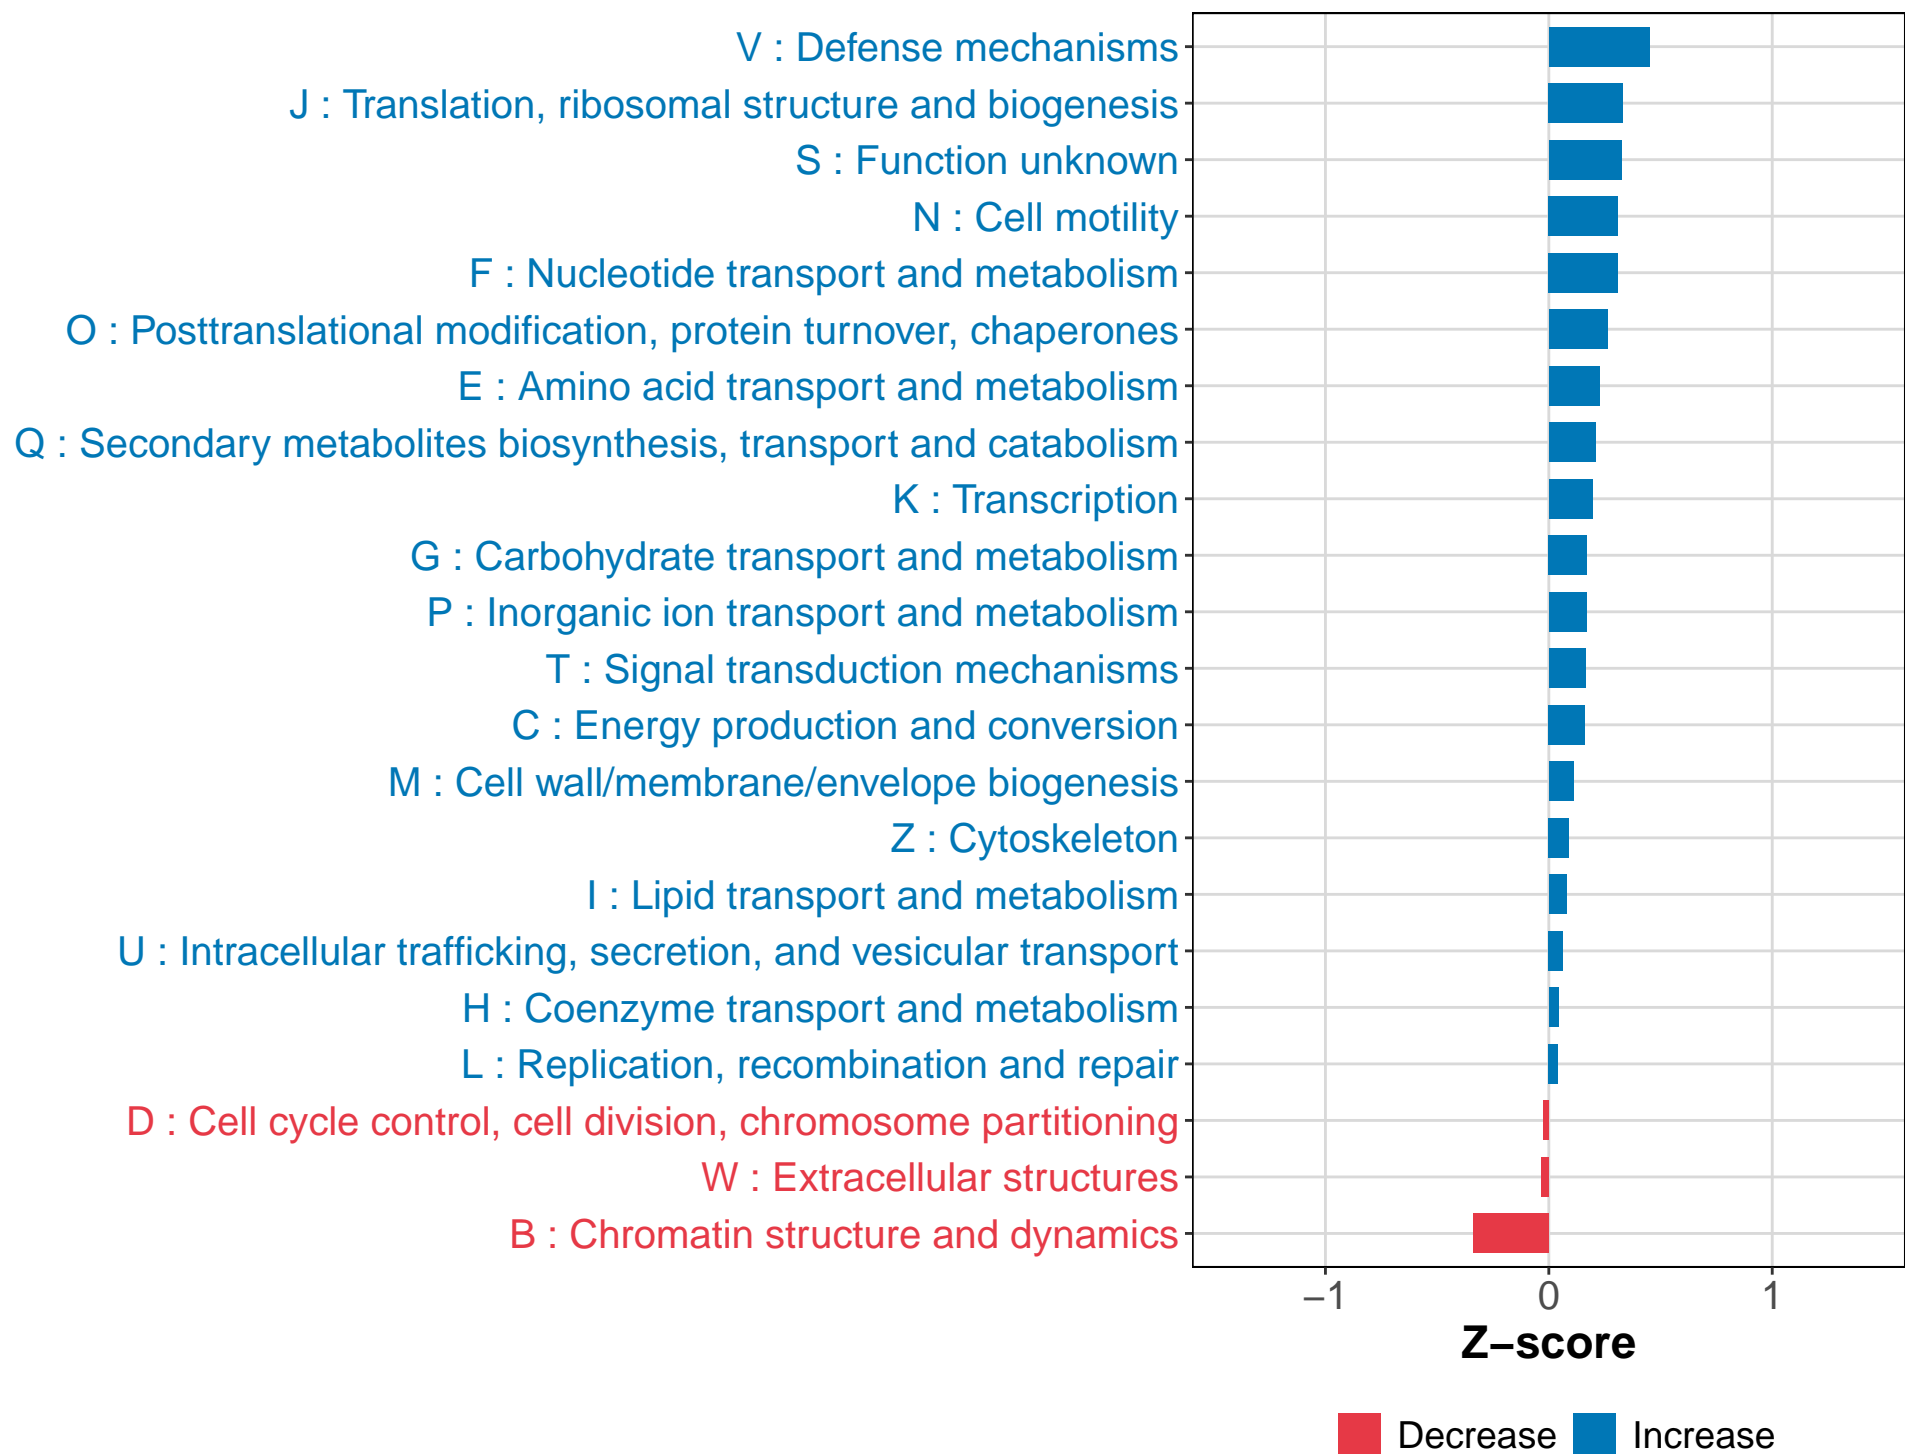 V : Defense mechanisms
J : Translation, ribosomal structure and biogenesis
S : Function unknown
N : Cell motility
F : Nucleotide transport and metabolism
O : Posttranslational modification, protein turnover, chaperones
E : Amino acid transport and metabolism
Q : Secondary metabolites biosynthesis, transport and catabolism
K : Transcription
G : Carbohydrate transport and metabolism
P : Inorganic ion transport and metabolism
T : Signal transduction mechanisms
C : Energy production and conversion
M : Cell wall/membrane/envelope biogenesis
Z : Cytoskeleton
I : Lipid transport and metabolism
U : Intracellular trafficking, secretion, and vesicular transport
H : Coenzyme transport and metabolism
L : Replication, recombination and repair
D : Cell cycle control, cell division, chromosome partitioning
W : Extracellular structures
B : Chromatin structure and dynamics
−1 0 1
Z−score
Decrease Increase